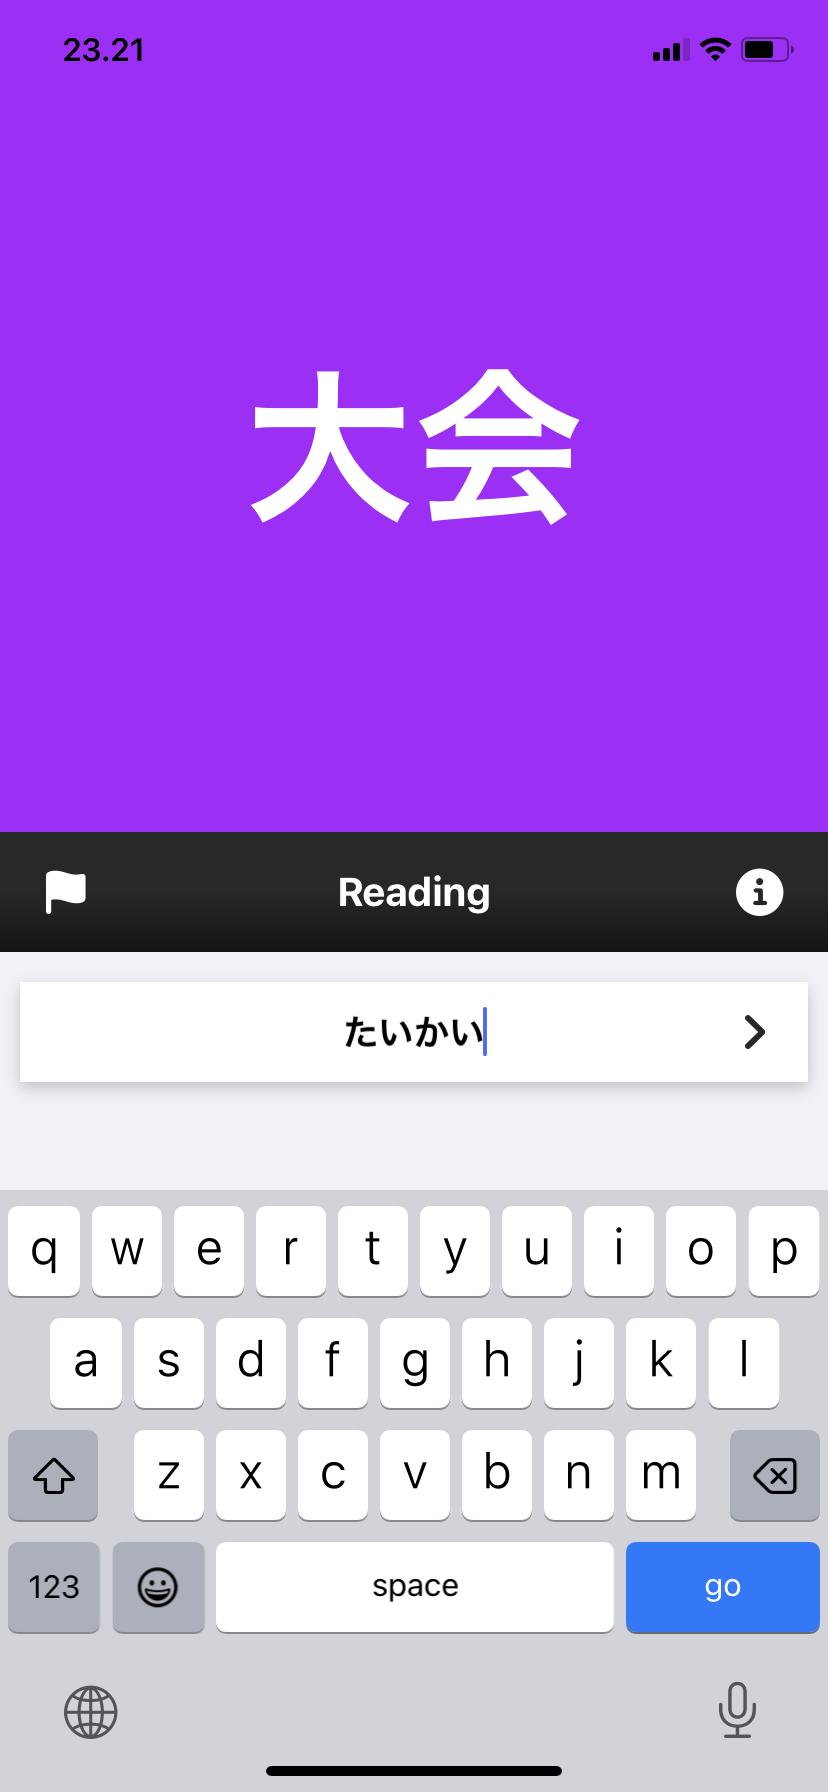 23.21
大会
Reading
たいかい
q w e r t y u i o p
a s d f g h j k l
z x c v b n m
123 space go